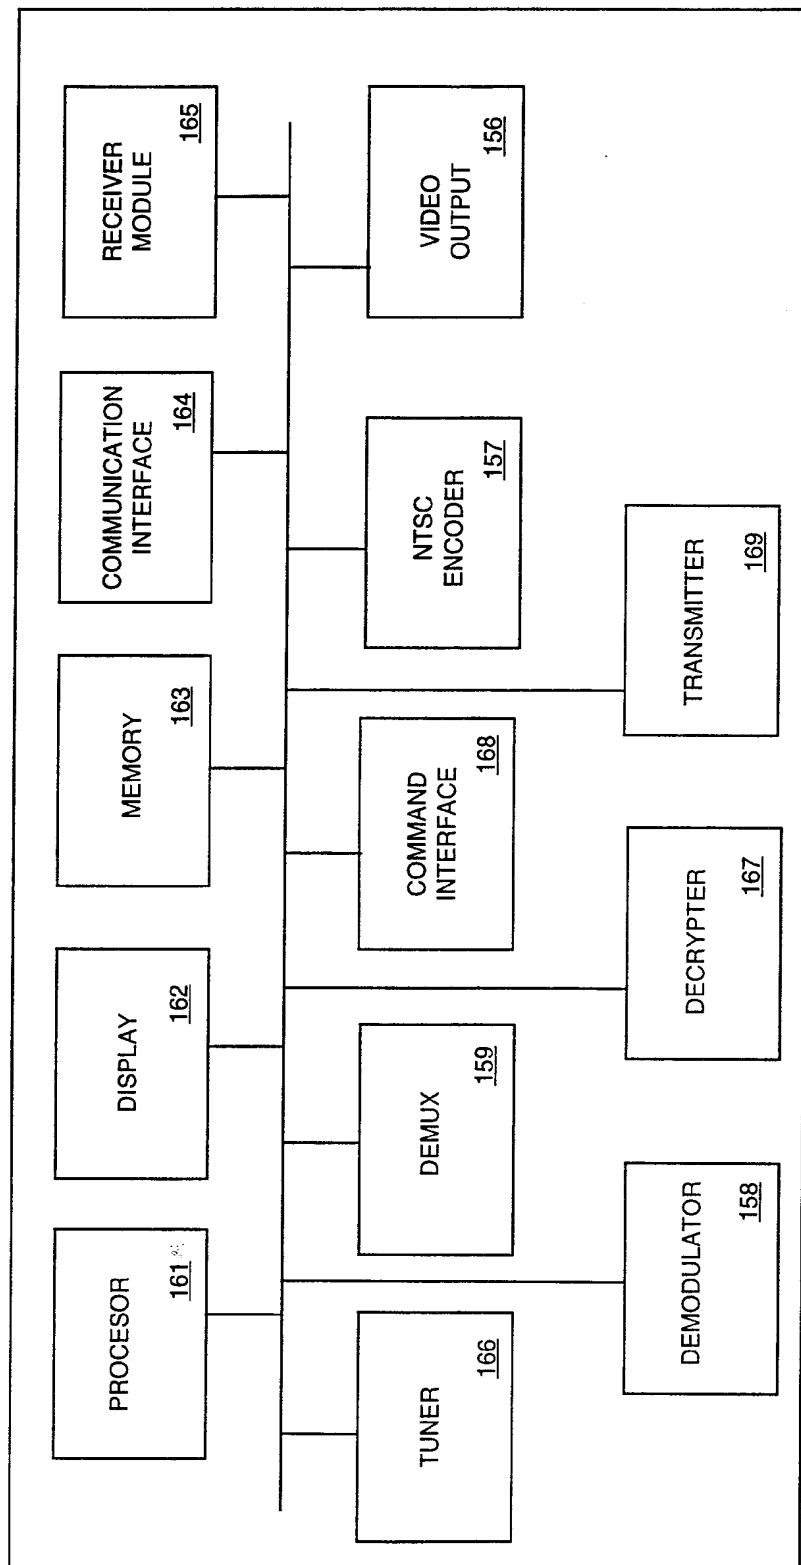 PROCESOR
161
DISPLAY
162
MEMORY
163
COMMUNICATION
INTERFACE
164
RECEIVER
MODULE
165
TUNER
166
DEMUX
159
COMMAND
INTERFACE
168
NTSC
ENCODER
157
VIDEO
OUTPUT
156
DEMODULATOR
158
DECRYPTER
167
TRANSMITTER
169